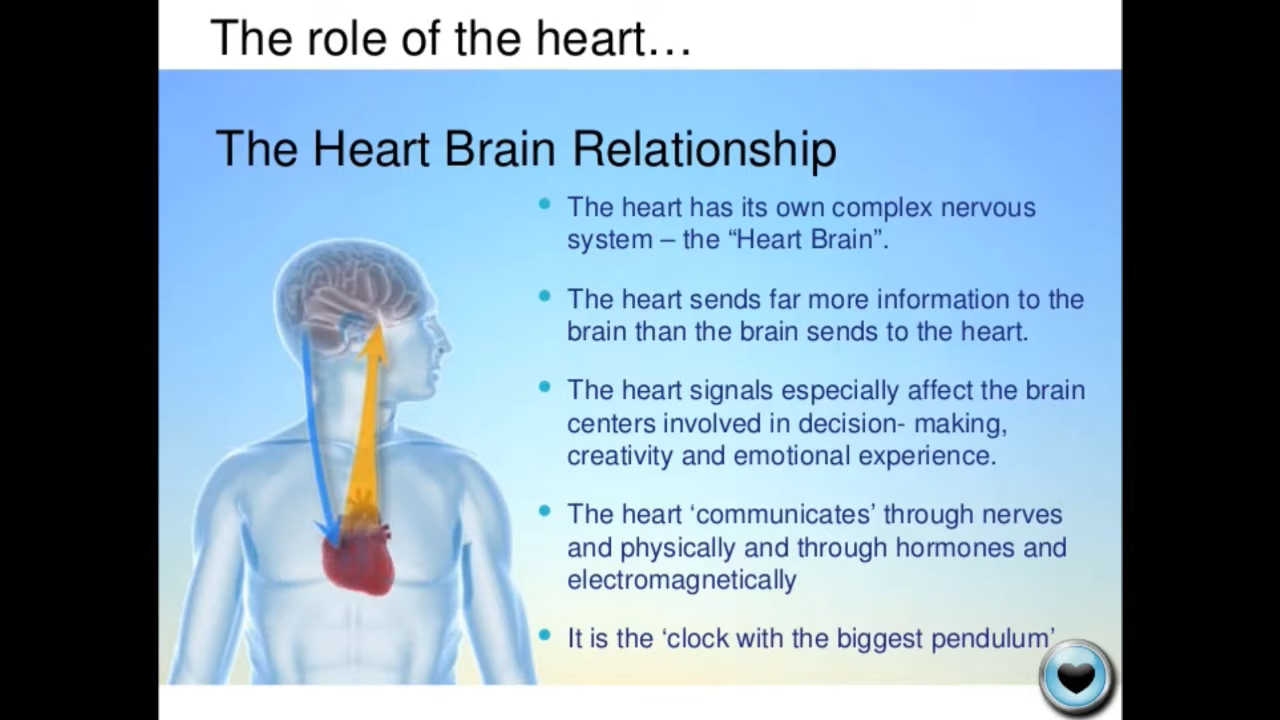 The role of the heart…
The Heart Brain Relationship
• The heart has its own complex nervous
system – the “Heart Brain”.
• The heart sends far more information to the
brain than the brain sends to the heart.
• The heart signals especially affect the brain
centers involved in decision- making,
creativity and emotional experience.
• The heart ‘communicates’ through nerves
and physically and through hormones and
electromagnetically
• It is the ‘clock with the biggest pendulum’